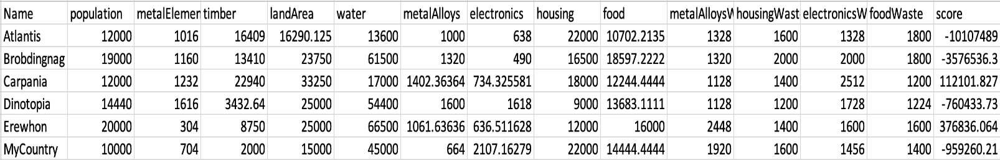 Name population metalElemen timber landArea water metalAlloys electronics housing food metalAlloysW housingWast electronicsW foodWaste score
Atlantis 12000 1016 16409 16290.125 13600 1000 638 22000 10702.2135 1328 1600 1328 1800 -10107489
Brobdingnag 19000 1160 13410 23750 61500 1320 490 16500 18597.2222 1320 2000 2000 1800 -3576536.3
Carpania 12000 1232 22940 33250 17000 1402.36364 734.325581 18000 12244.4444 1128 1400 2512 1200 112101.827
Dinotopia 14440 1616 3432.64 25000 54400 1600 1618 9000 13683.1111 1128 1200 1728 1224 -760433.73
Erewhon 20000 304 8750 25000 66500 1061.63636 636.511628 12000 16000 2448 1400 1600 1600 376836.064
MyCountry 10000 704 2000 15000 45000 664 2107.16279 22000 14444.4444 1920 1600 1456 1400 -959260.21